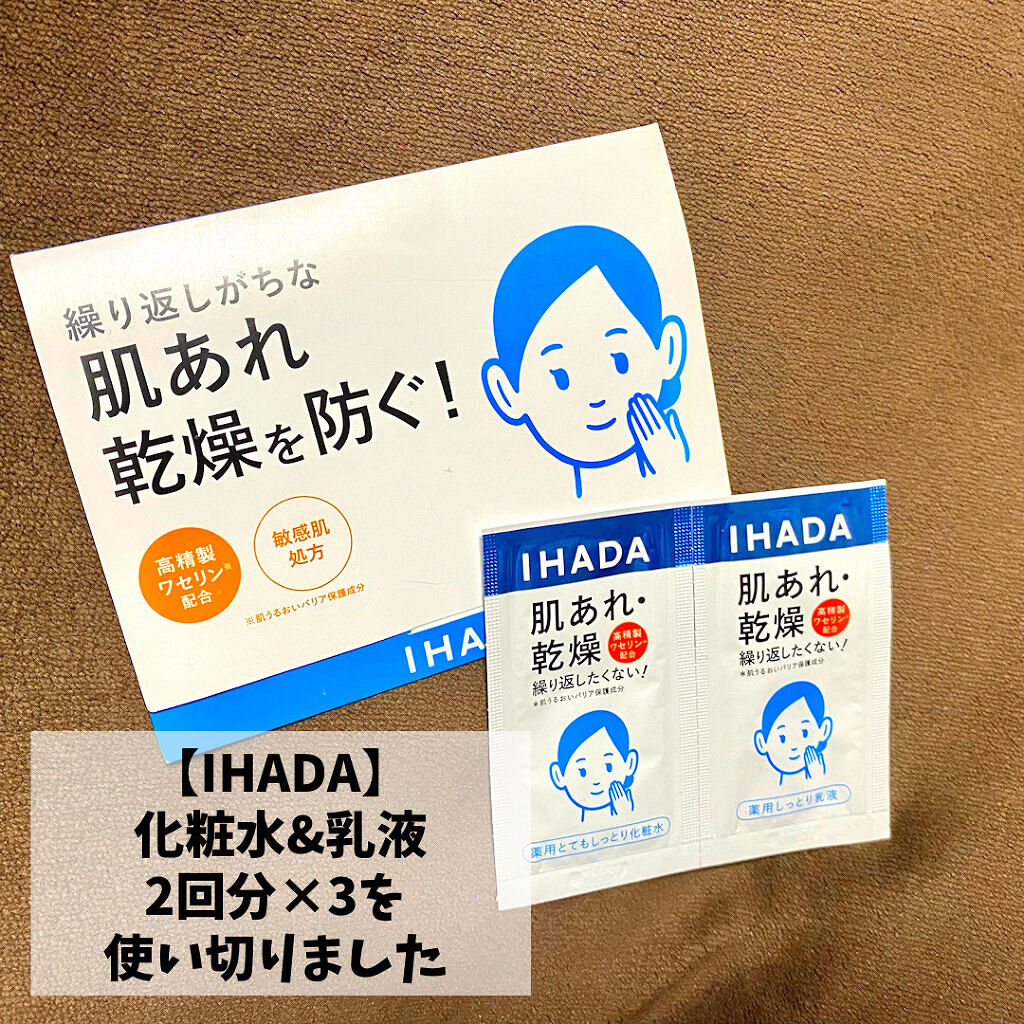 繰り返しがちな
肌あれ
乾燥を防ぐ!
高精製
ワセリン※
配合
敏感肌
処方
※肌うるおいバリア保護成分
IHA
IHADA
肌あれ・
乾燥
高精製
ワセリン*
配合
繰り返したくない!
*肌うるおいバリア保護成分
薬用とてもしっとり化粧水
IHADA
肌あれ・
乾燥
高精製
ワセリン*
配合
繰り返したくない!
*肌うるおいバリア保護成分
薬用しっとり乳液
【IHADA】
化粧水&乳液
2回分×3を
使い切りました